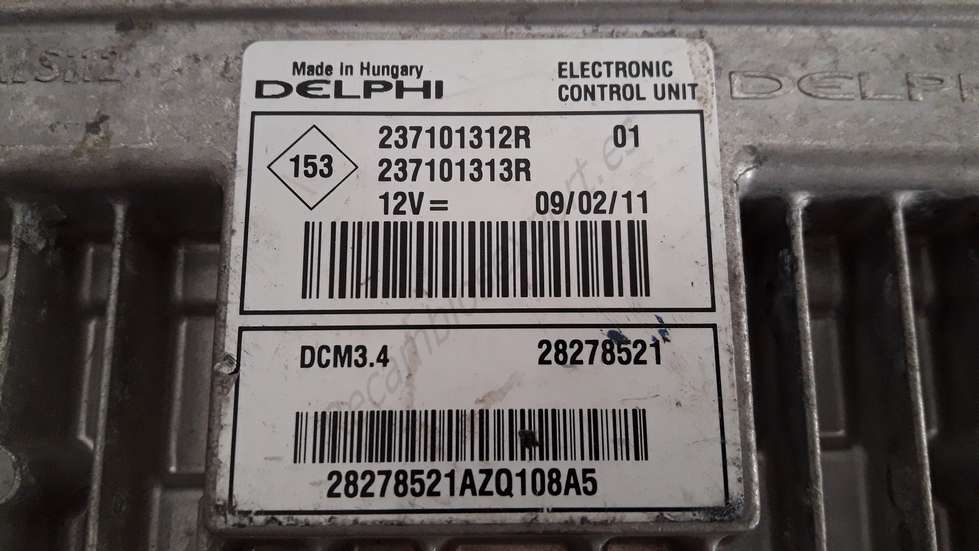 Made in Hungary
DELPHI
ELECTRONIC
CONTROL UNIT
DELPHI
153
237101312R 01
237101313R
12V= 09/02/11
DCM3.4 28278521
28278521AZQ108A5